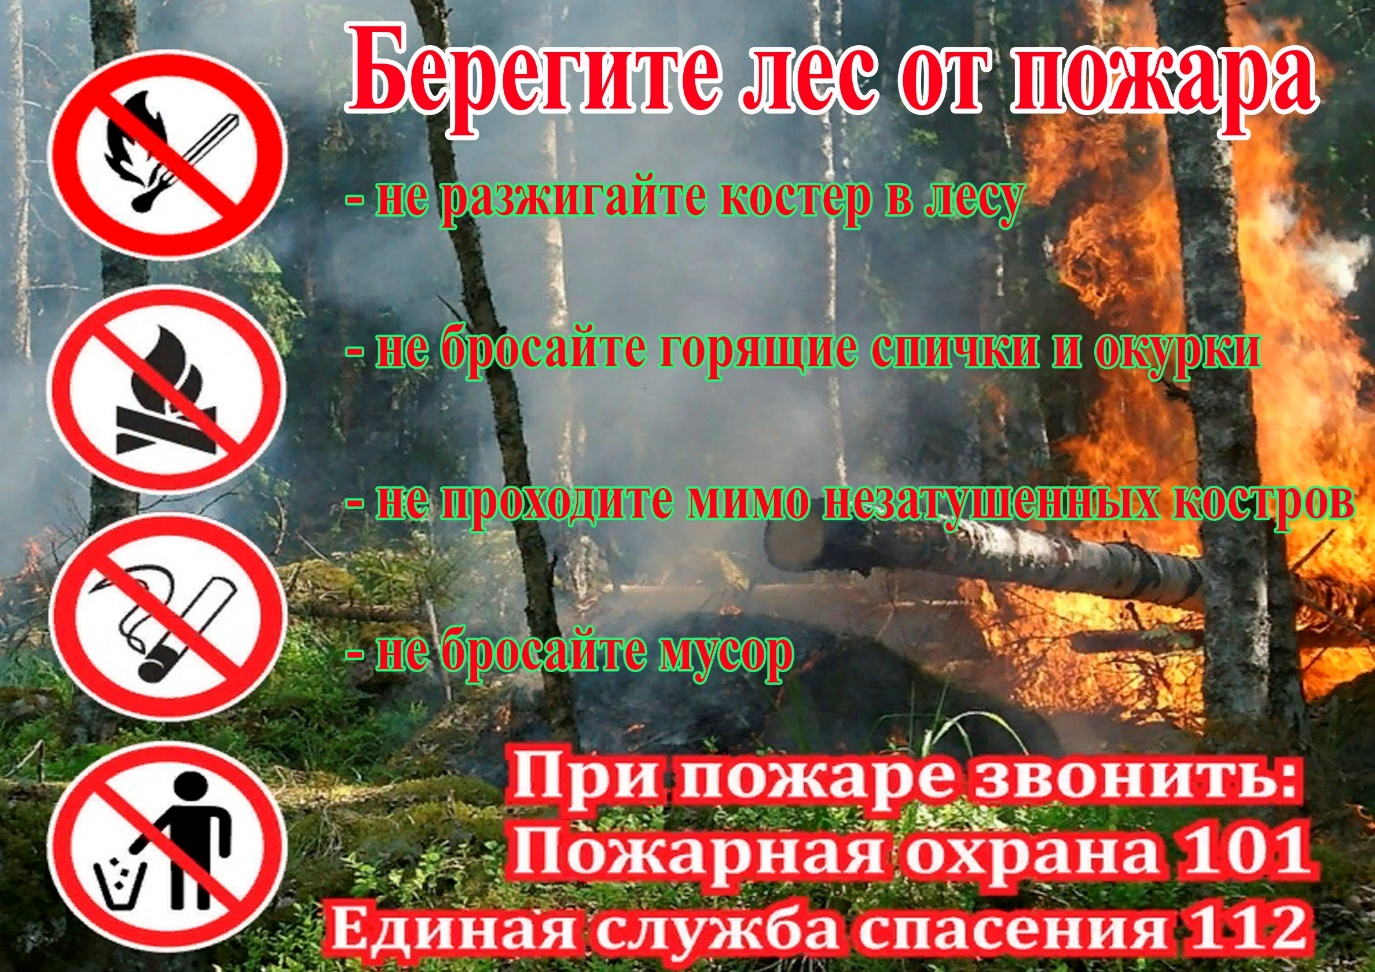 Берегите лес от пожара
- не разжигайте костер в лесу
- не бросайте горящие спички и окурки
- не проходите мимо незатушенных костров
- не бросайте мусор
При пожаре звонить:
Пожарная охрана 101
Единая служба спасения 112